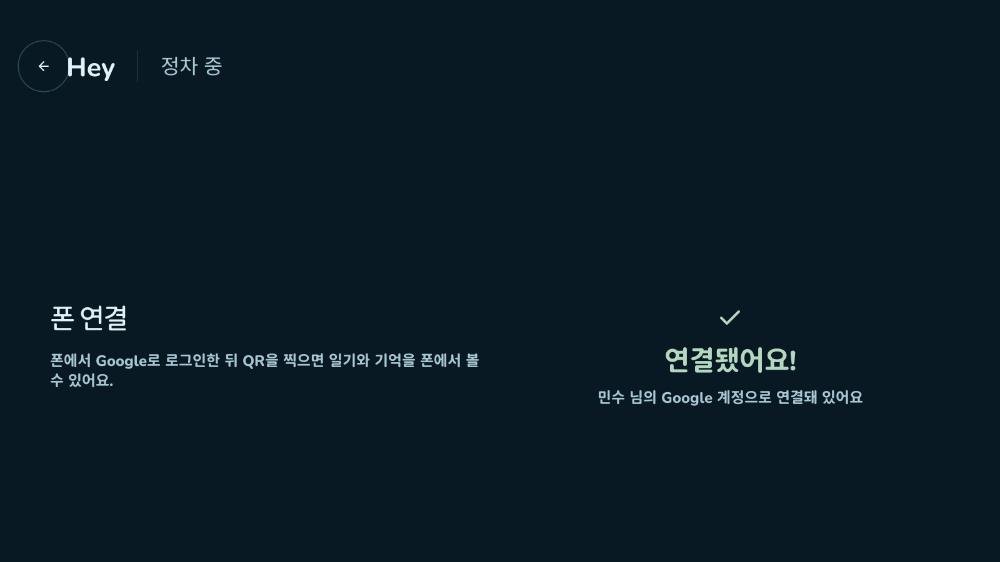 Hey
정차 중
폰 연결
폰에서 Google로 로그인한 뒤 QR을 찍으면 일기와 기억을 폰에서 볼
수 있어요.
연결됐어요!
민수 님의 Google 계정으로 연결돼 있어요